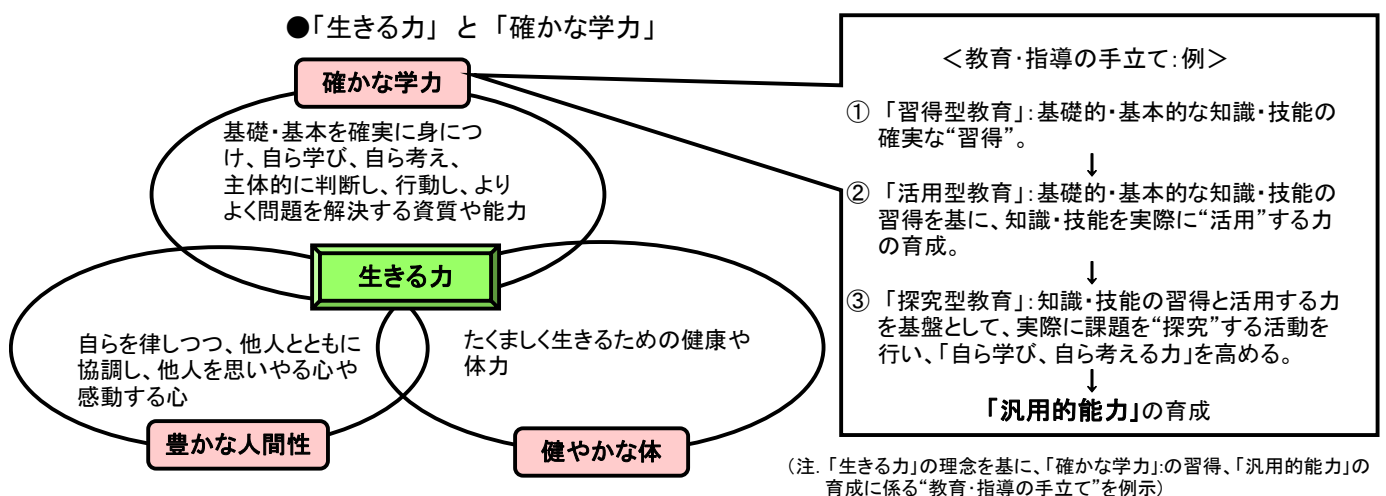 ●「生きる力」 と 「確かな学力」
確かな学力
基礎・基本を確実に身につ
け、自ら学び、自ら考え、
主体的に判断し、行動し、より
よく問題を解決する資質や能力
生きる力
自らを律しつつ、他人とともに
協調し、他人を思いやる心や
感動する心
豊かな人間性
たくましく生きるための健康や
体力
健やかな体
＜教育・指導の手立て：例＞
① 「習得型教育」：基礎的・基本的な知識・技能の
確実な“習得”。
↓
② 「活用型教育」：基礎的・基本的な知識・技能の
習得を基に、知識・技能を実際に“活用”する力
の育成。
↓
③ 「探究型教育」：知識・技能の習得と活用する力
を基盤として、実際に課題を“探究”する活動を
行い、「自ら学び、自ら考える力」を高める。
↓
「汎用的能力」の育成
（注．「生きる力」の理念を基に、「確かな学力」：の習得、「汎用的能力」の
育成に係る“教育・指導の手立て”を例示）